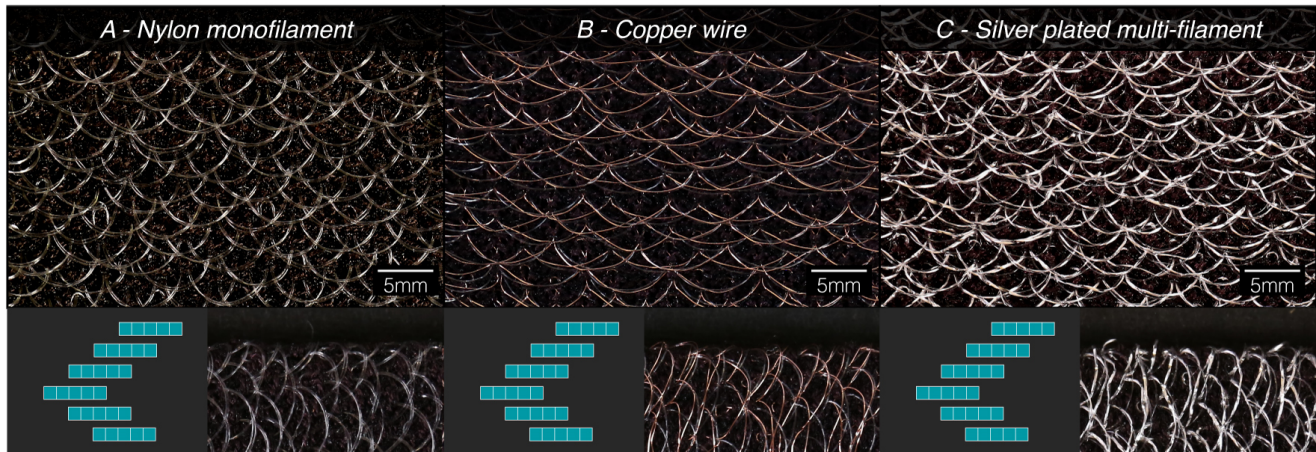 A - Nylon monofilament
B - Copper wire
C - Silver plated multi-filament
5mm
5mm
5mm